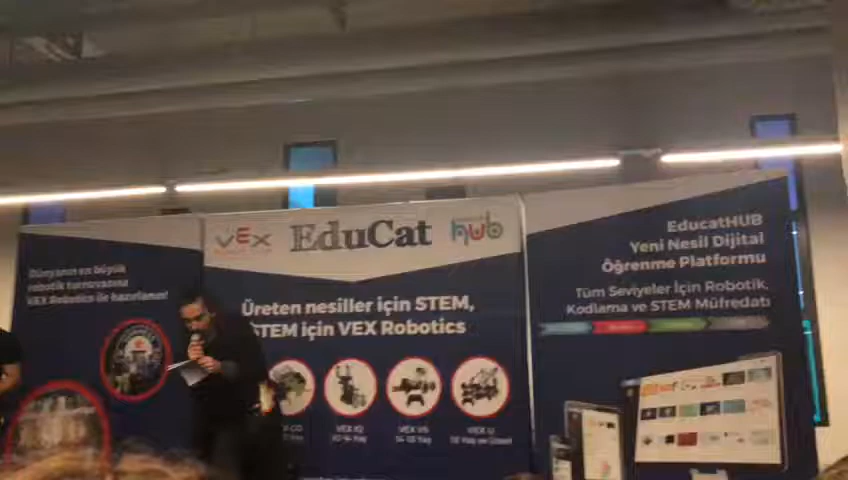 Dünyanın en büyük
robotik turnuvasına
VEX Robotics ile hazırlanın!
VEX
EduCat
hub
Üreten nesiller için STEM,
STEM için VEX Robotics
VEX IQ
VEX V5
VEX U
EducatHUB
Yeni Nesil Dijital
Öğrenme Platformu
Tüm Seviyeler İçin Robotik,
Kodlama ve STEM Müfredatı